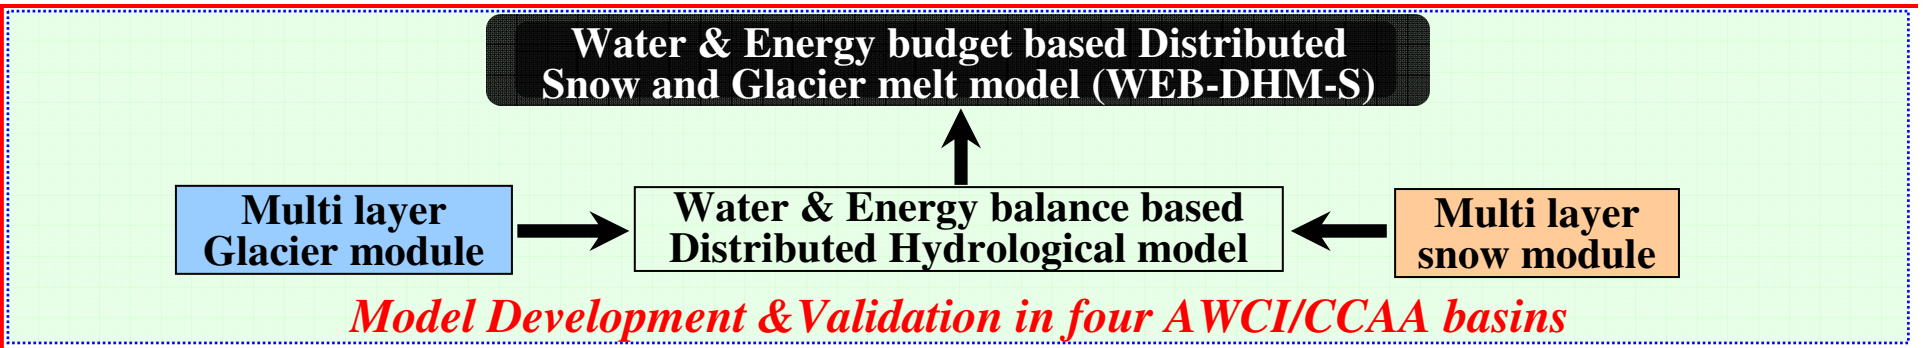 Water & Energy budget based Distributed
Snow and Glacier melt model (WEB-DHM-S)
Multi layer
Glacier module
Water & Energy balance based
Distributed Hydrological model
Multi layer
snow module
Model Development &Validation in four AWCI/CCAA basins